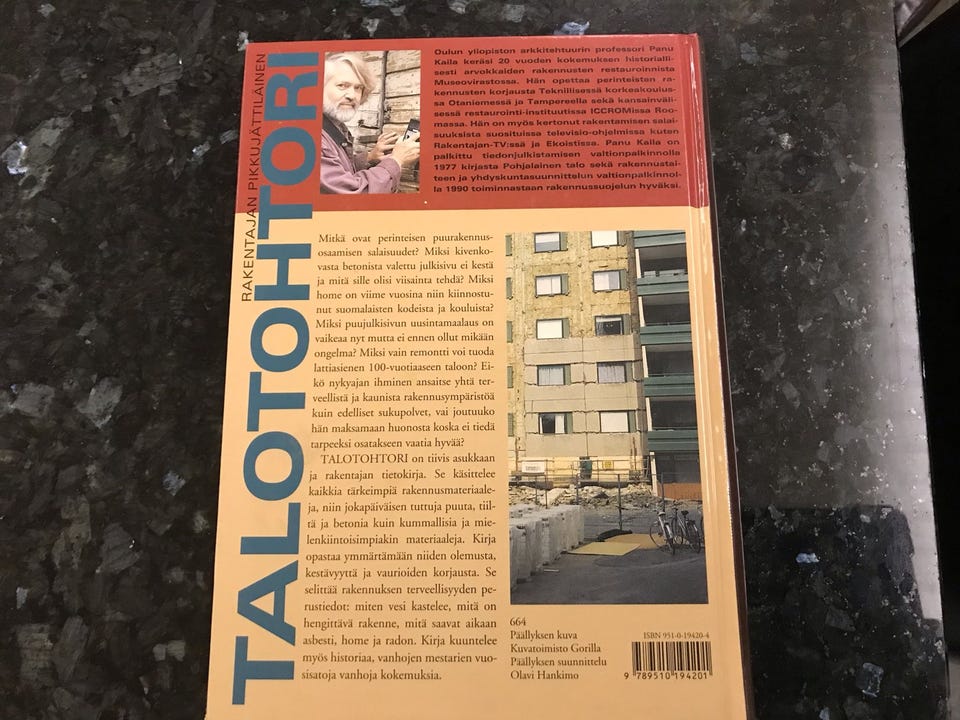 RAKENTAJAN PIKKUJÄTTILÄINEN
TALOTOHTORI
Oulun yliopiston arkkitehtuurin professori Panu
Kaila keräsi 20 vuoden kokemuksen historialli-
sesti arvokkaiden rakennusten restauroinnista
Museovirastossa. Hän opettaa perinteisten ra-
kennusten korjausta Teknillisessä korkeakoulus-
sa Otaniemessä ja Tampereella sekä kansainväli-
sessä restaurointi-instituutissa ICCROMissa Roo-
massa. Hän on myös kertonut rakentamisen salai-
suuksista suosituissa televisio-ohjelmissa kuten
Rakentajan-TV:ssä ja Ekoistissa. Panu Kaila on
palkittu tiedonjulkistamisen valtionpalkinnolla
1977 kirjasta Pohjalainen talo sekä rakennustai-
teen ja yhdyskuntasuunnittelun valtionpalkinnol-
la 1990 toiminnastaan rakennussuojelun hyväksi.
Mitkä ovat perinteisen puurakennus-
osaamisen salaisuudet? Miksi kivenko-
vasta betonista valettu julkisivu ei kestä
ja mitä sille olisi viisainta tehdä? Miksi
home on viime vuosina niin kiinnostu-
nut suomalaisten kodeista ja kouluista?
Miksi puujulkisivun uusintamaalaus on
vaikeaa nyt mutta ei ennen ollut mikään
ongelma? Miksi vain remontti voi tuoda
lattiasienen 100-vuotiaaseen taloon? Ei-
kö nykyajan ihminen ansaitse yhtä ter-
veellistä ja kaunista rakennusympäristöä
kuin edelliset sukupolvet, vai joutuuko
hän maksamaan huonosta koska ei tiedä
tarpeeksi osatakseen vaatia hyvää?
TALOTOHTORI on tiivis asukkaan
ja rakentajan tietokirja. Se käsittelee
kaikkia tärkeimpiä rakennusmateriaale-
ja, niin jokapäiväisen tuttuja puuta, tiil-
tä ja betonia kuin kummallisia ja mie-
lenkiintoisimpiakin materiaaleja. Kirja
opastaa ymmärtämään niiden olemusta,
kestävyyttä ja vaurioiden korjausta. Se
selittää rakennuksen terveellisyyden pe-
rustiedot: miten vesi kastelee, mitä on
hengittävä rakenne, mitä saavat aikaan
asbesti, home ja radon. Kirja kuuntelee
myös historiaa, vanhojen mestarien vuo-
sisatoja vanhoja kokemuksia.
664
Päällyksen kuva
Kuvatoimisto Gorilla
Päällyksen suunnittelu
Olavi Hankimo
ISBN 951-0-19420-4
9 789510 194201